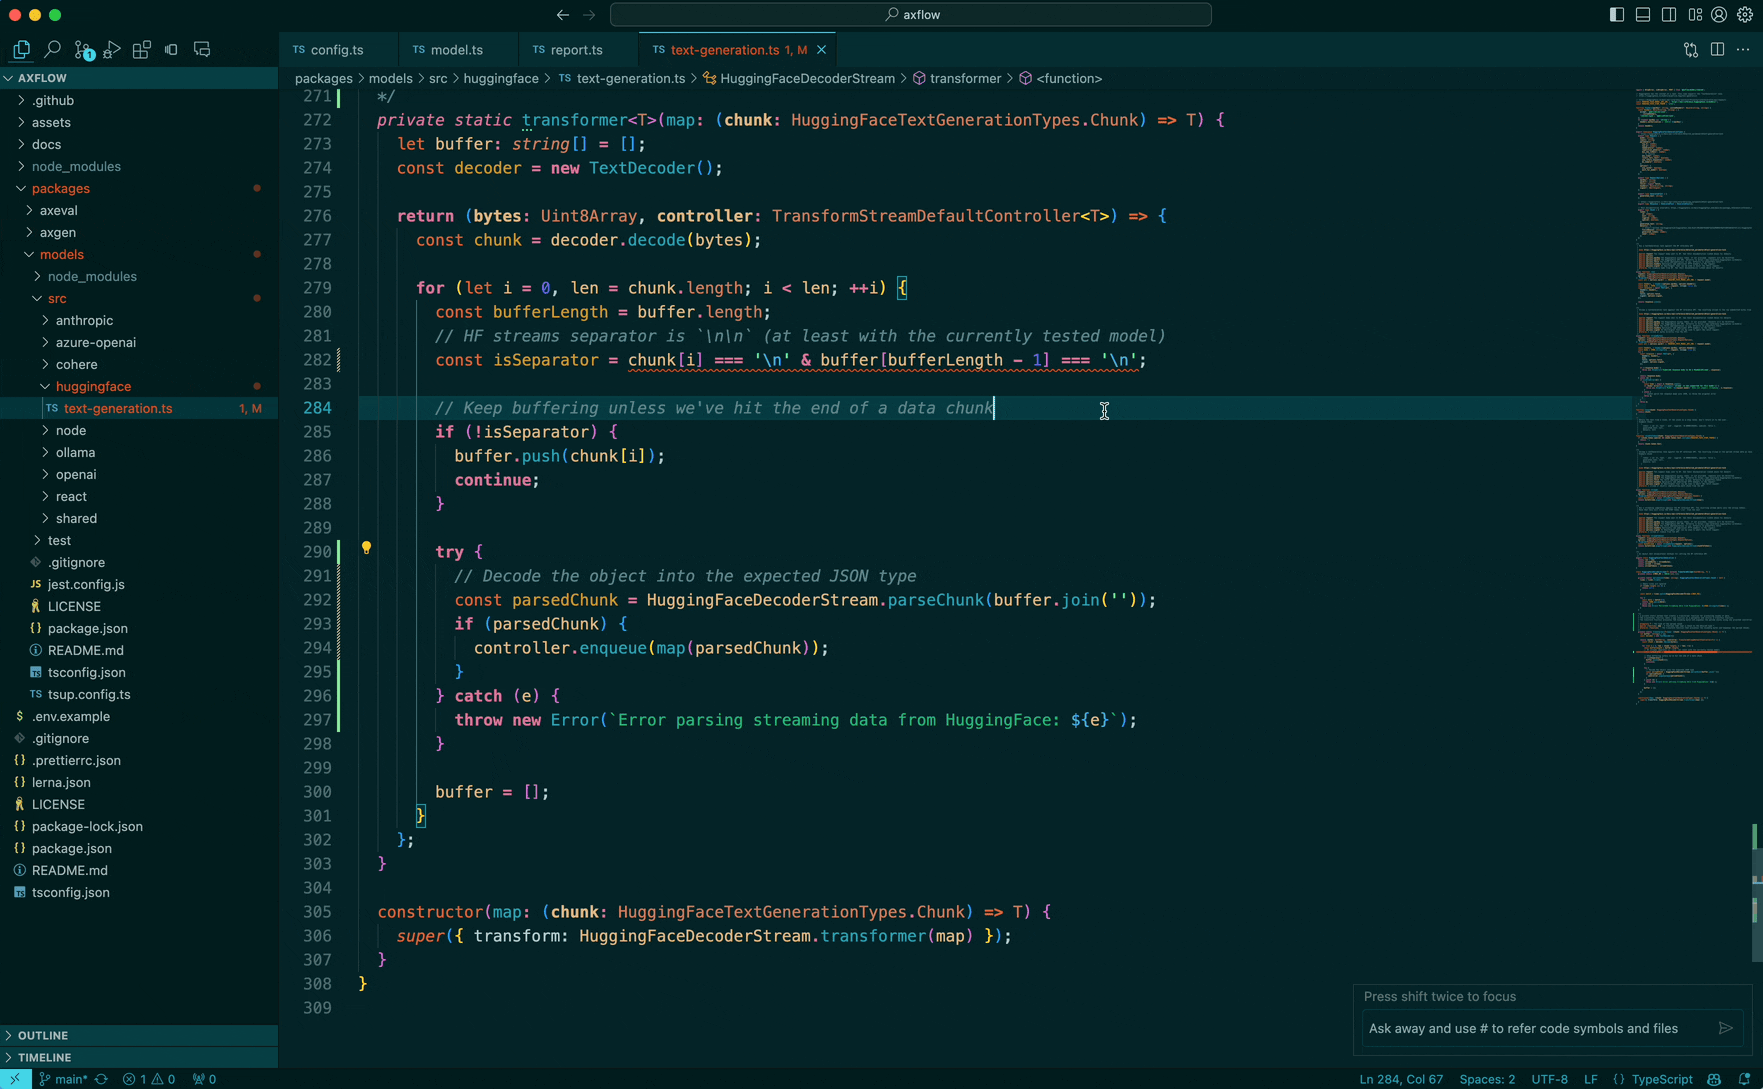 axflow
TS config.ts
TS model.ts
TS report.ts
TS text-generation.ts 1, M
1
AXFLOW
packages > models > src > huggingface > TS text-generation.ts > HuggingFaceDecoderStream > transformer > <function>
.github
assets
docs
node_modules
packages
axeval
axgen
models
node_modules
src
anthropic
azure-openai
cohere
huggingface
TS text-generation.ts 1, M
node
ollama
openai
react
shared
test
.gitignore
JS jest.config.js
LICENSE
{} package.json
README.md
TS tsconfig.json
TS tsup.config.ts
$ .env.example
.gitignore
{} .prettierrc.json
{} lerna.json
LICENSE
{} package-lock.json
{} package.json
README.md
TS tsconfig.json
OUTLINE
TIMELINE
271 */
272 private static transformer<T>(map: (chunk: HuggingFaceTextGenerationTypes.Chunk) => T) {
273 let buffer: string[] = [];
274 const decoder = new TextDecoder();
275
276 return (bytes: Uint8Array, controller: TransformStreamDefaultController<T>) => {
277 const chunk = decoder.decode(bytes);
278
279 for (let i = 0, len = chunk.length; i < len; ++i) {
280 const bufferLength = buffer.length;
281 // HF streams separator is `\n\n` (at least with the currently tested model)
282 const isSeparator = chunk[i] === '\n' & buffer[bufferLength - 1] === '\n';
283
284 // Keep buffering unless we've hit the end of a data chunk
285 if (!isSeparator) {
286 buffer.push(chunk[i]);
287 continue;
288 }
289
290 try {
291 // Decode the object into the expected JSON type
292 const parsedChunk = HuggingFaceDecoderStream.parseChunk(buffer.join(''));
293 if (parsedChunk) {
294 controller.enqueue(map(parsedChunk));
295 }
296 } catch (e) {
297 throw new Error(`Error parsing streaming data from HuggingFace: ${e}`);
298 }
299
300 buffer = [];
301 }
302 };
303 }
304
305 constructor(map: (chunk: HuggingFaceTextGenerationTypes.Chunk) => T) {
306 super({ transform: HuggingFaceDecoderStream.transformer(map) });
307 }
308 }
309
Press shift twice to focus
Ask away and use # to refer code symbols and files
main* 1 0 0
Ln 284, Col 67 Spaces: 2 UTF-8 LF {} TypeScript